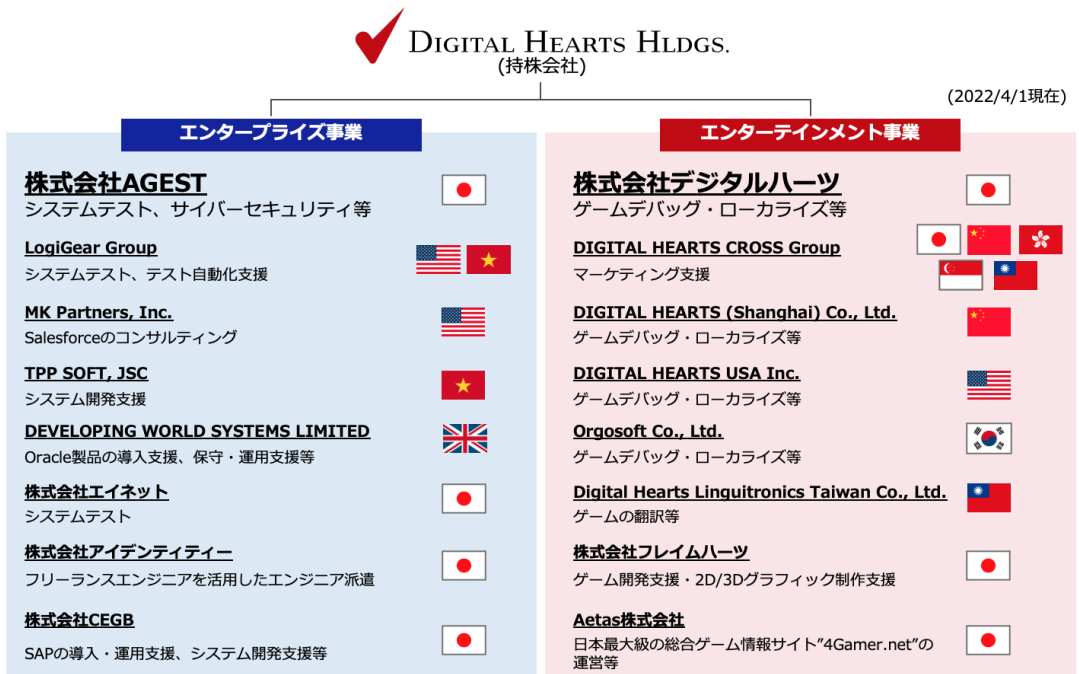 DIGITAL HEARTS HLDGS.
(持株会社)
(2022/4/1現在)
エンタープライズ事業
株式会社AGEST
システムテスト、サイバーセキュリティ等
LogiGear Group
システムテスト、テスト自動化支援
MK Partners, Inc.
Salesforceのコンサルティング
TPP SOFT, JSC
システム開発支援
DEVELOPING WORLD SYSTEMS LIMITED
Oracle製品の導入支援、保守・運用支援等
株式会社エイネット
システムテスト
株式会社アイデンティティー
フリーランスエンジニアを活用したエンジニア派遣
株式会社CEGB
SAPの導入・運用支援、システム開発支援等
エンターテインメント事業
株式会社デジタルハーツ
ゲームデバッグ・ローカライズ等
DIGITAL HEARTS CROSS Group
マーケティング支援
DIGITAL HEARTS (Shanghai) Co., Ltd.
ゲームデバッグ・ローカライズ等
DIGITAL HEARTS USA Inc.
ゲームデバッグ・ローカライズ等
Orgosoft Co., Ltd.
ゲームデバッグ・ローカライズ等
Digital Hearts Linguitronics Taiwan Co., Ltd.
ゲームの翻訳等
株式会社フレイムハーツ
ゲーム開発支援・2D/3Dグラフィック制作支援
Aetas株式会社
日本最大級の総合ゲーム情報サイト”4Gamer.net”の
運営等